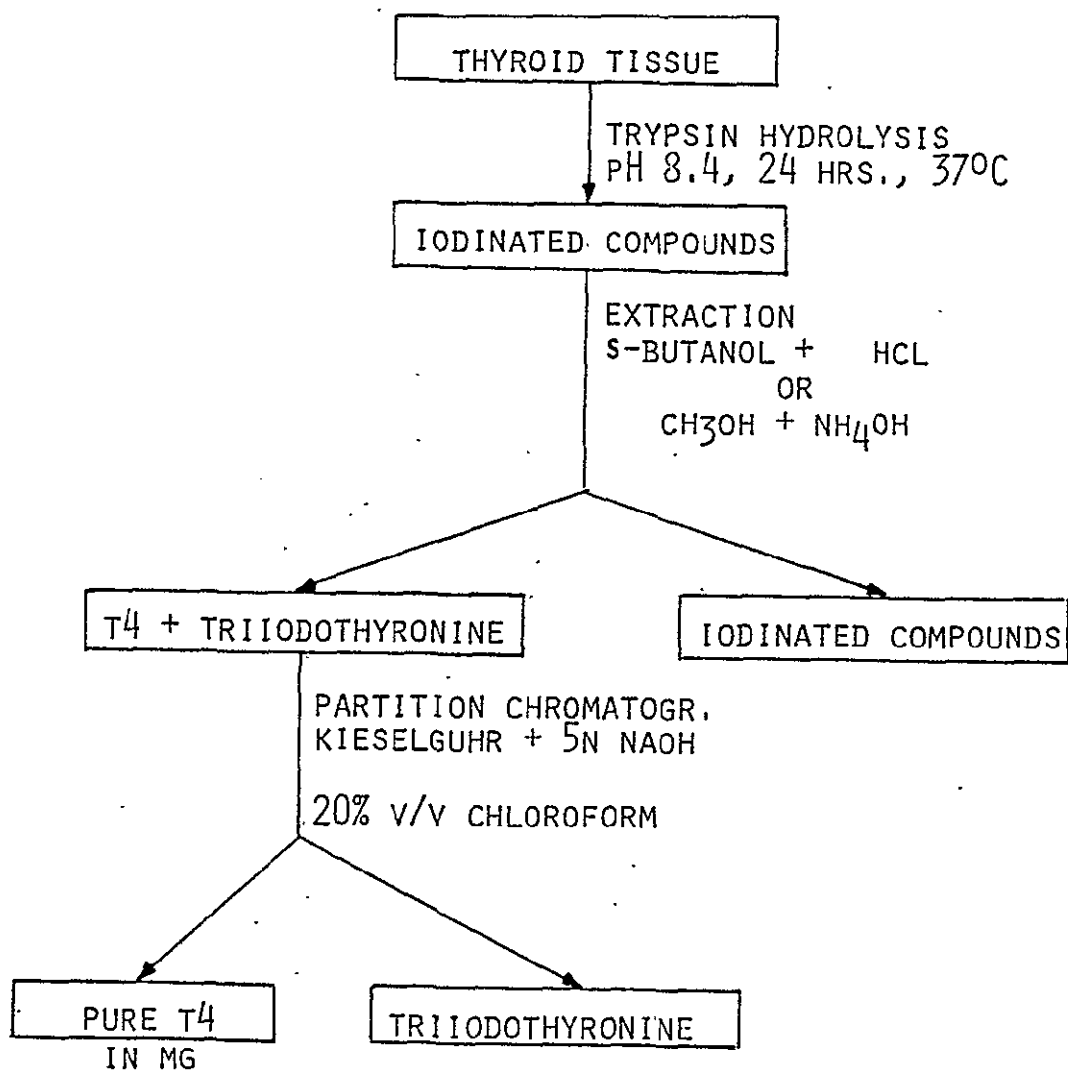 THYROID TISSUE
TRYPSIN HYDROLYSIS
PH 8.4, 24 HRS., 37ºC
IODINATED COMPOUNDS
EXTRACTION
S-BUTANOL + HCL
OR
CH3OH + NH4OH
T4 + TRIIODOTHYRONINE
IODINATED COMPOUNDS
PARTITION CHROMATOGR.
KIESELGUHR + 5N NAOH
20% V/V CHLOROFORM
PURE T4
IN MG
TRIIODOTHYRONINE